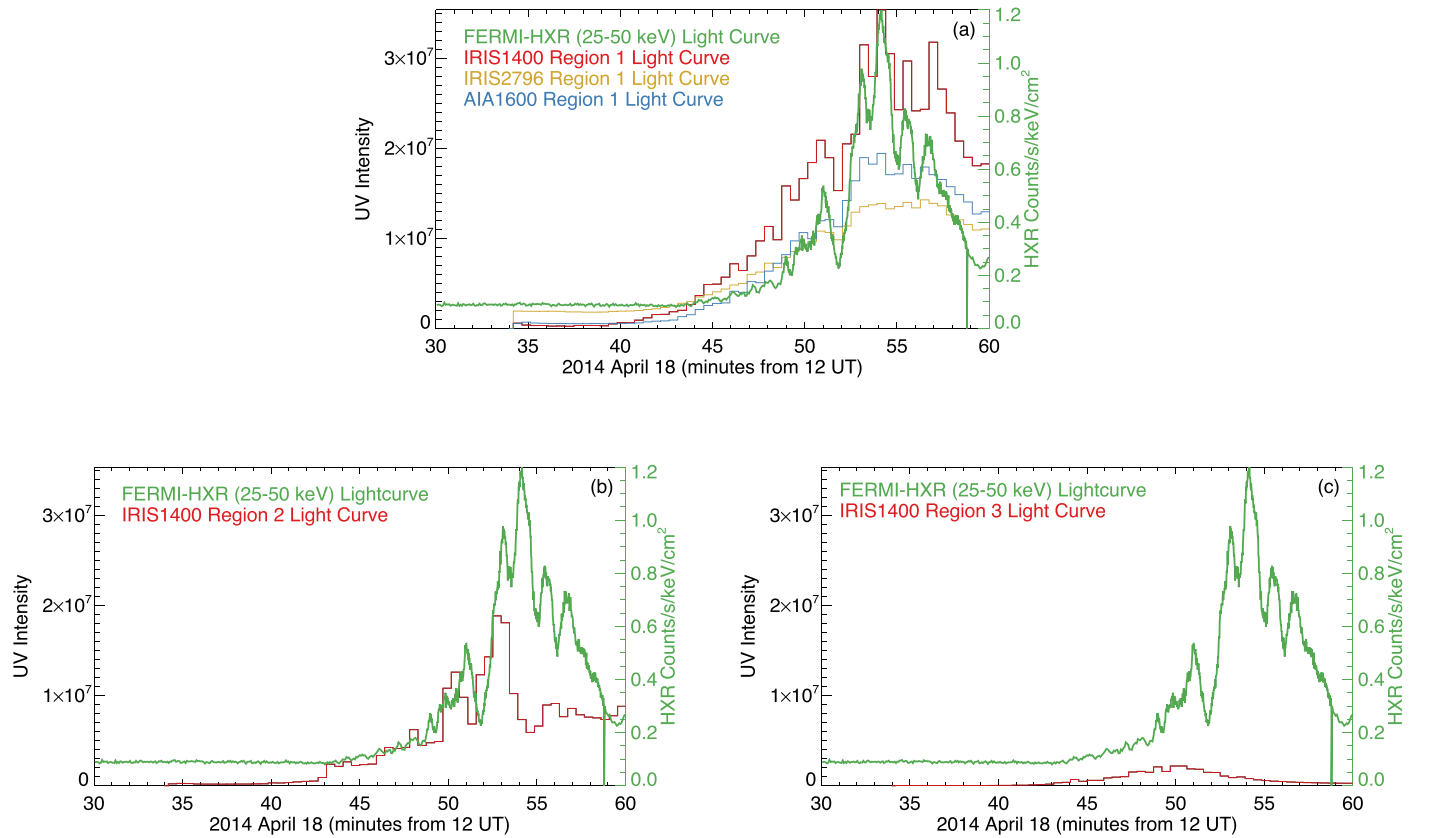 (a)
FERMI-HXR (25-50 keV) Light Curve
IRIS1400 Region 1 Light Curve
IRIS2796 Region 1 Light Curve
AIA1600 Region 1 Light Curve
UV Intensity
3×10⁷
2×10⁷
1×10⁷
0
HXR Counts/s/keV/cm²
1.2
1.0
0.8
0.6
0.4
0.2
0.0
30 35 40 45 50 55 60
2014 April 18 (minutes from 12 UT)
(b)
FERMI-HXR (25-50 keV) Lightcurve
IRIS1400 Region 2 Light Curve
UV Intensity
3×10⁷
2×10⁷
1×10⁷
0
HXR Counts/s/keV/cm²
1.2
1.0
0.8
0.6
0.4
0.2
0.0
30 35 40 45 50 55 60
2014 April 18 (minutes from 12 UT)
(c)
FERMI-HXR (25-50 keV) Lightcurve
IRIS1400 Region 3 Light Curve
UV Intensity
3×10⁷
2×10⁷
1×10⁷
0
HXR Counts/s/keV/cm²
1.2
1.0
0.8
0.6
0.4
0.2
0.0
30 35 40 45 50 55 60
2014 April 18 (minutes from 12 UT)